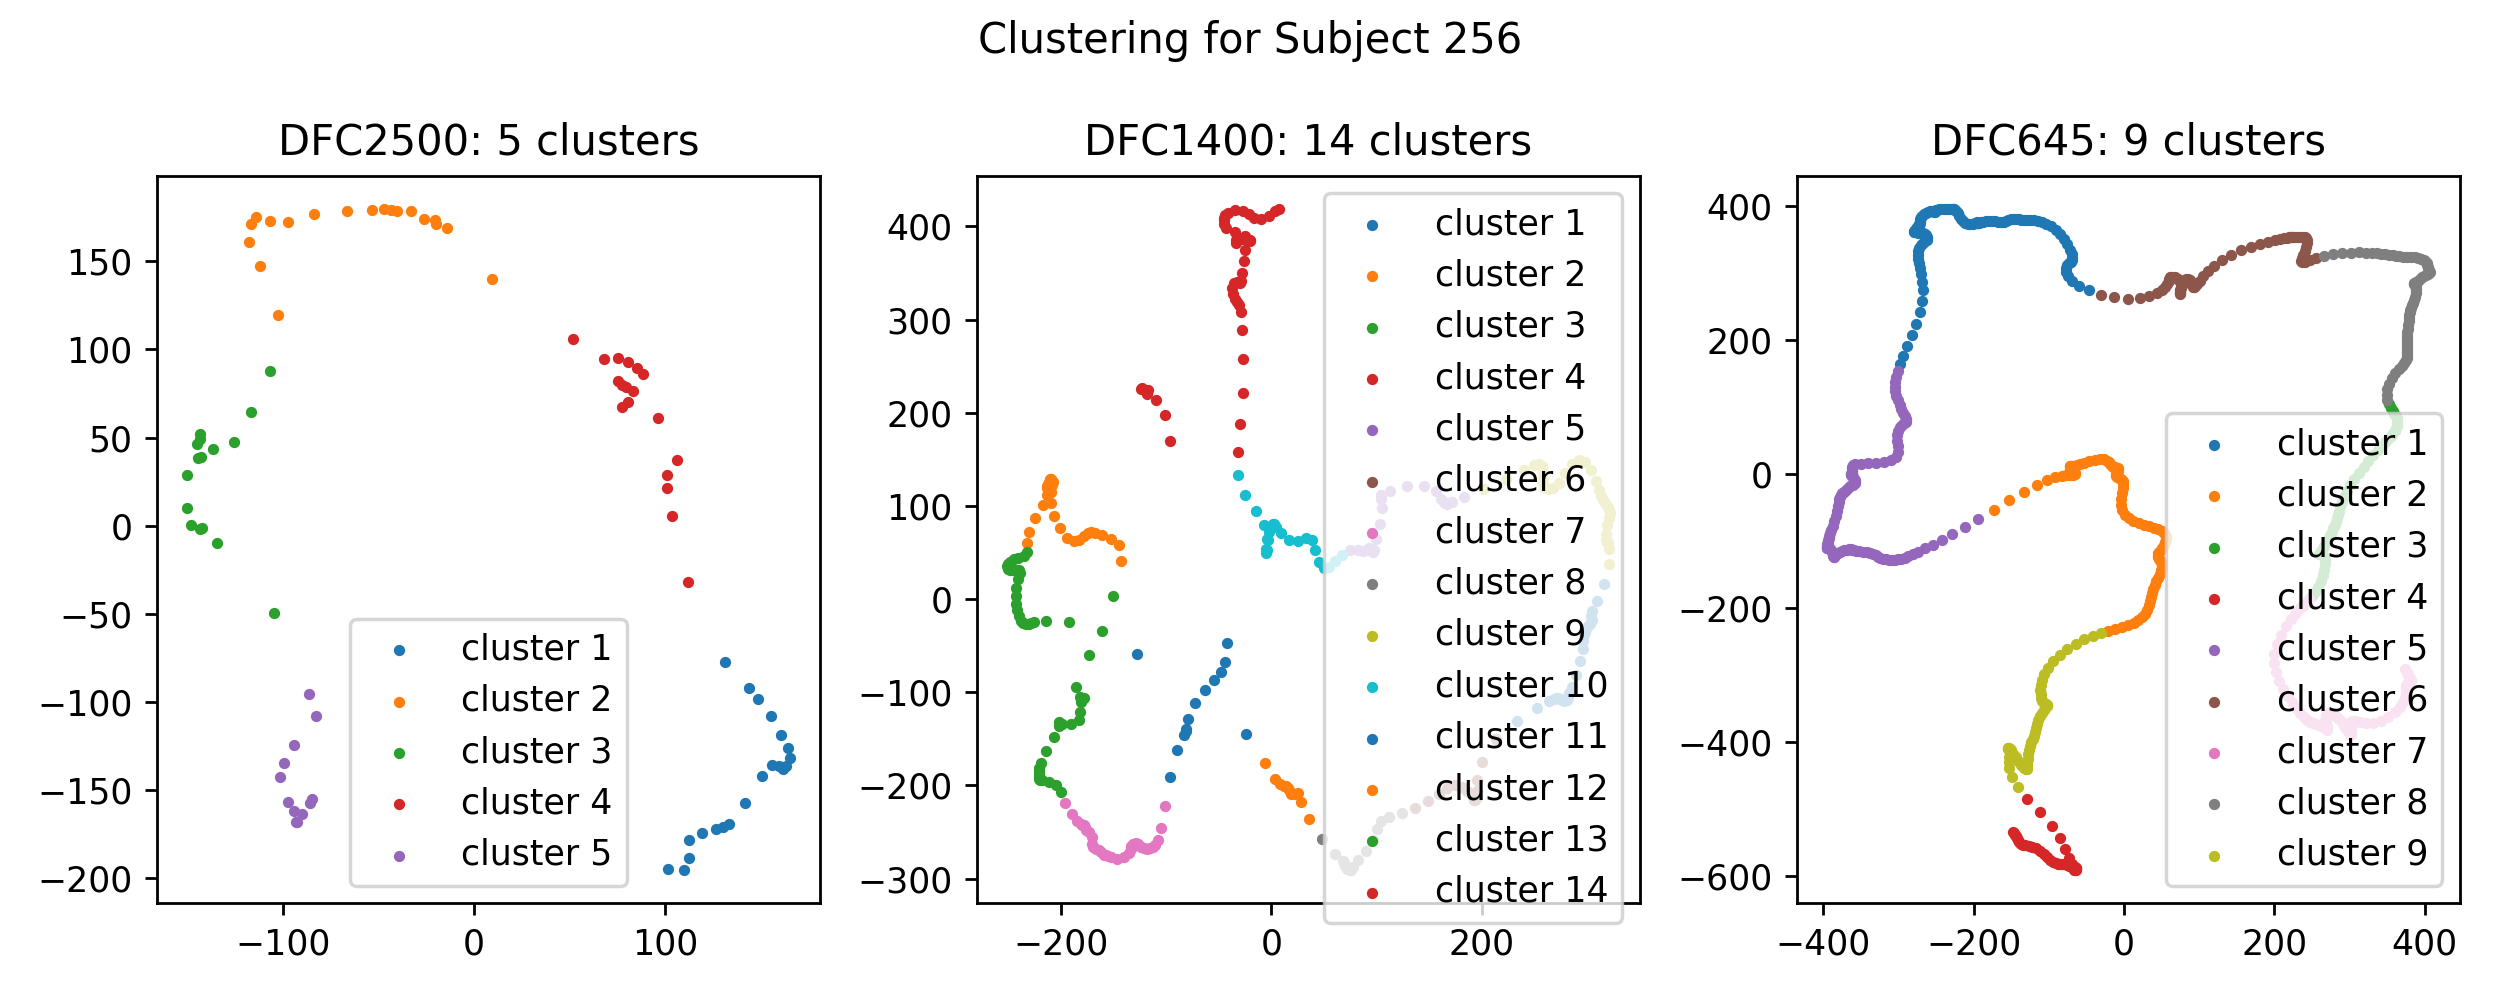 Clustering for Subject 256
DFC2500: 5 clusters
150
100
50
0
−50
−100
−150
−200
−100
0
100
cluster 1
cluster 2
cluster 3
cluster 4
cluster 5
DFC1400: 14 clusters
400
300
200
100
0
−100
−200
−300
−200
0
200
cluster 1
cluster 2
cluster 3
cluster 4
cluster 5
cluster 6
cluster 7
cluster 8
cluster 9
cluster 10
cluster 11
cluster 12
cluster 13
cluster 14
DFC645: 9 clusters
400
200
0
−200
−400
−600
−400
−200
0
200
400
cluster 1
cluster 2
cluster 3
cluster 4
cluster 5
cluster 6
cluster 7
cluster 8
cluster 9